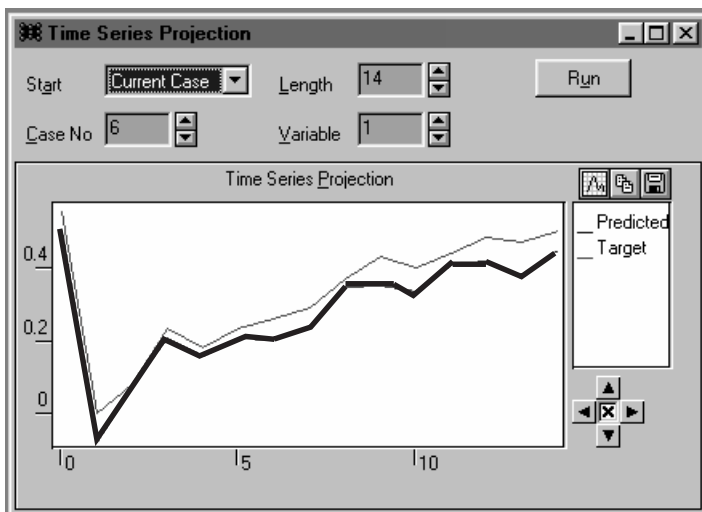 Time Series Projection
Start Current Case Length 14 Run
Case No 6 Variable 1
Time Series Projection
Predicted
Target
0.4
0.2
0
0 5 10